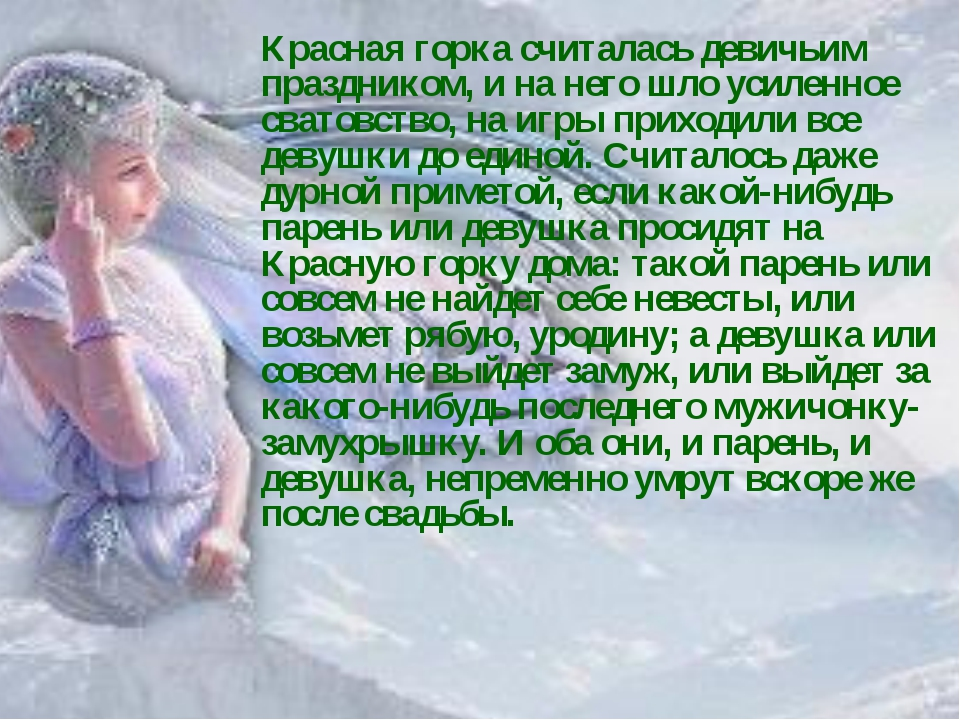 Красная горка считалась девичьим
праздником, и на него шло усиленное
сватовство, на игры приходили все
девушки до единой. Считалось даже
дурной приметой, если какой-нибудь
парень или девушка просидят на
Красную горку дома: такой парень или
совсем не найдет себе невесты, или
возьмет рябую, уродину; а девушка или
совсем не выйдет замуж, или выйдет за
какого-нибудь последнего мужичонку-
замухрышку. И оба они, и парень, и
девушка, непременно умрут вскоре же
после свадьбы.